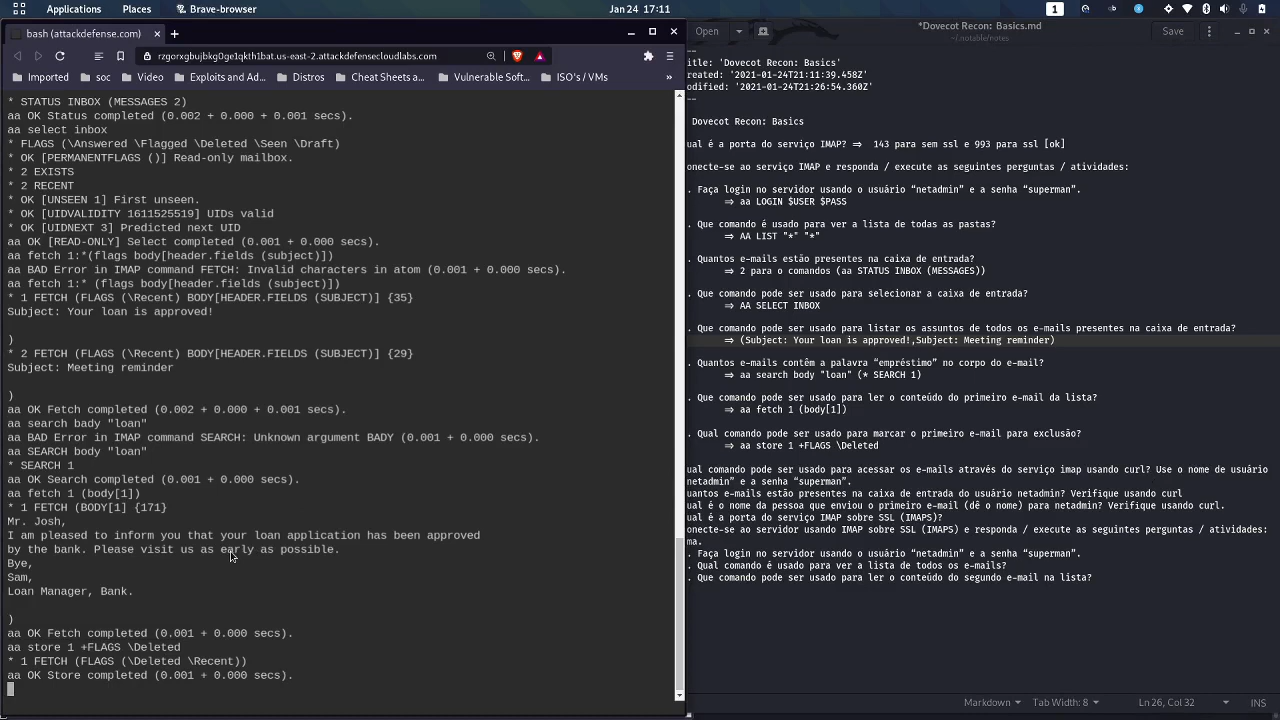 Applications
Places
Brave-browser
Jan 24 17:11
1
bash (attackdefense.com)
rzgorxgbujbkg0ge1qkth1bat.us-east-2.attackdefensecloudlabs.com
Imported
soc
Video
Exploits and Ad...
Distros
Cheat Sheets a...
Vulnerable Soft...
ISO's / VMs
»
* STATUS INBOX (MESSAGES 2)
aa OK Status completed (0.002 + 0.000 + 0.001 secs).
aa select inbox
* FLAGS (\Answered \Flagged \Deleted \Seen \Draft)
* OK [PERMANENTFLAGS ()] Read-only mailbox.
* 2 EXISTS
* 2 RECENT
* OK [UNSEEN 1] First unseen.
* OK [UIDVALIDITY 1611525519] UIDs valid
* OK [UIDNEXT 3] Predicted next UID
aa OK [READ-ONLY] Select completed (0.001 + 0.000 secs).
aa fetch 1:*(flags body[header.fields (subject)])
aa BAD Error in IMAP command FETCH: Invalid characters in atom (0.001 + 0.000 secs).
aa fetch 1:* (flags body[header.fields (subject)])
* 1 FETCH (FLAGS (\Recent) BODY[HEADER.FIELDS (SUBJECT)] {35}
Subject: Your loan is approved!
)
* 2 FETCH (FLAGS (\Recent) BODY[HEADER.FIELDS (SUBJECT)] {29}
Subject: Meeting reminder
)
aa OK Fetch completed (0.002 + 0.000 + 0.001 secs).
aa search bady "loan"
aa BAD Error in IMAP command SEARCH: Unknown argument BADY (0.001 + 0.000 secs).
aa SEARCH body "loan"
* SEARCH 1
aa OK Search completed (0.001 + 0.000 secs).
aa fetch 1 (body[1])
* 1 FETCH (BODY[1] {171}
Mr. Josh,
I am pleased to inform you that your loan application has been approved
by the bank. Please visit us as early as possible.
Bye,
Sam,
Loan Manager, Bank.
)
aa OK Fetch completed (0.001 + 0.000 secs).
aa store 1 +FLAGS \Deleted
* 1 FETCH (FLAGS (\Deleted \Recent))
aa OK Store completed (0.001 + 0.000 secs).
Open
*Dovecot Recon: Basics.md
~/.notable/notes
Save
--
title: 'Dovecot Recon: Basics'
created: '2021-01-24T21:11:39.458Z'
modified: '2021-01-24T21:26:54.360Z'
--
Dovecot Recon: Basics
ual é a porta do serviço IMAP? ⇒ 143 para sem ssl e 993 para ssl [ok]
onecte-se ao serviço IMAP e responda / execute as seguintes perguntas / atividades:
. Faça login no servidor usando o usuário “netadmin” e a senha “superman”.
⇒ aa LOGIN $USER $PASS
. Que comando é usado para ver a lista de todas as pastas?
⇒ AA LIST "*" "*"
. Quantos e-mails estão presentes na caixa de entrada?
⇒ 2 para o comandos (aa STATUS INBOX (MESSAGES))
. Que comando pode ser usado para selecionar a caixa de entrada?
⇒ AA SELECT INBOX
. Que comando pode ser usado para listar os assuntos de todos os e-mails presentes na caixa de entrada?
⇒ (Subject: Your loan is approved!,Subject: Meeting reminder)
. Quantos e-mails contêm a palavra “empréstimo” no corpo do e-mail?
⇒ aa search body "loan" (* SEARCH 1)
. Que comando pode ser usado para ler o conteúdo do primeiro e-mail da lista?
⇒ aa fetch 1 (body[1])
. Qual comando pode ser usado para marcar o primeiro e-mail para exclusão?
⇒ aa store 1 +FLAGS \Deleted
ual comando pode ser usado para acessar os e-mails através do serviço imap usando curl? Use o nome de usuário
netadmin” e a senha “superman”.
uantos e-mails estão presentes na caixa de entrada do usuário netadmin? Verifique usando curl
ual é o nome da pessoa que enviou o primeiro e-mail (dê o nome) para netadmin? Verifique usando curl.
ual é a porta do serviço IMAP sobre SSL (IMAPS)?
onecte-se ao servidor usando IMAP sobre SSL (IMAPS) e responda / execute as seguintes perguntas / atividades:
ma.
. Faça login no servidor usando o usuário “netadmin” e a senha “superman”.
. Qual comando é usado para ver a lista de todos os e-mails?
. Que comando pode ser usado para ler o conteúdo do segundo e-mail na lista?
Markdown
Tab Width: 8
Ln 26, Col 32
INS